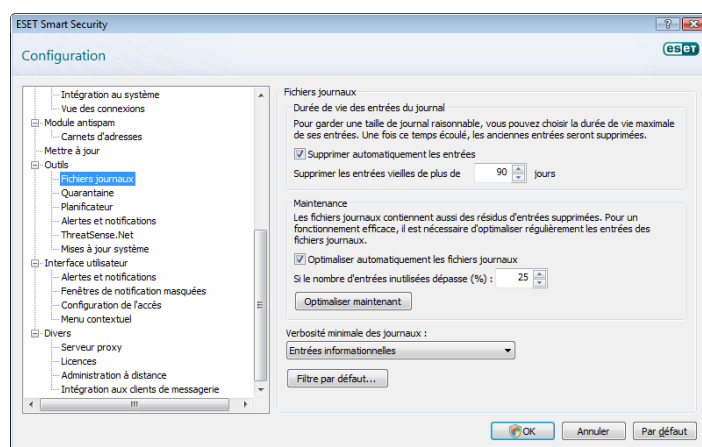 ESET Smart Security
Configuration
eset
Intégration au système
Vue des connexions
Module antispam
Carnets d'adresses
Mettre à jour
Outils
Fichiers journaux
Quarantaine
Planificateur
Alertes et notifications
ThreatSense.Net
Mises à jour système
Interface utilisateur
Alertes et notifications
Fenêtres de notification masquées
Configuration de l'accès
Menu contextuel
Divers
Serveur proxy
Licences
Administration à distance
Intégration aux clients de messagerie
Fichiers journaux
Durée de vie des entrées du journal
Pour garder une taille de journal raisonnable, vous pouvez choisir la durée de vie maximale
de ses entrées. Une fois ce temps écoulé, les anciennes entrées seront supprimées.
Supprimer automatiquement les entrées
Supprimer les entrées vieilles de plus de 90 jours
Maintenance
Les fichiers journaux contiennent aussi des résidus d'entrées supprimées. Pour un
fonctionnement efficace, il est nécessaire d'optimaliser régulièrement les entrées des
fichiers journaux.
Optimaliser automatiquement les fichiers journaux
Si le nombre d'entrées inutilisées dépasse (%) : 25
Optimaliser maintenant
Verbosité minimale des journaux :
Entrées informationnelles
Filtre par défaut...
OK Annuler Par défaut